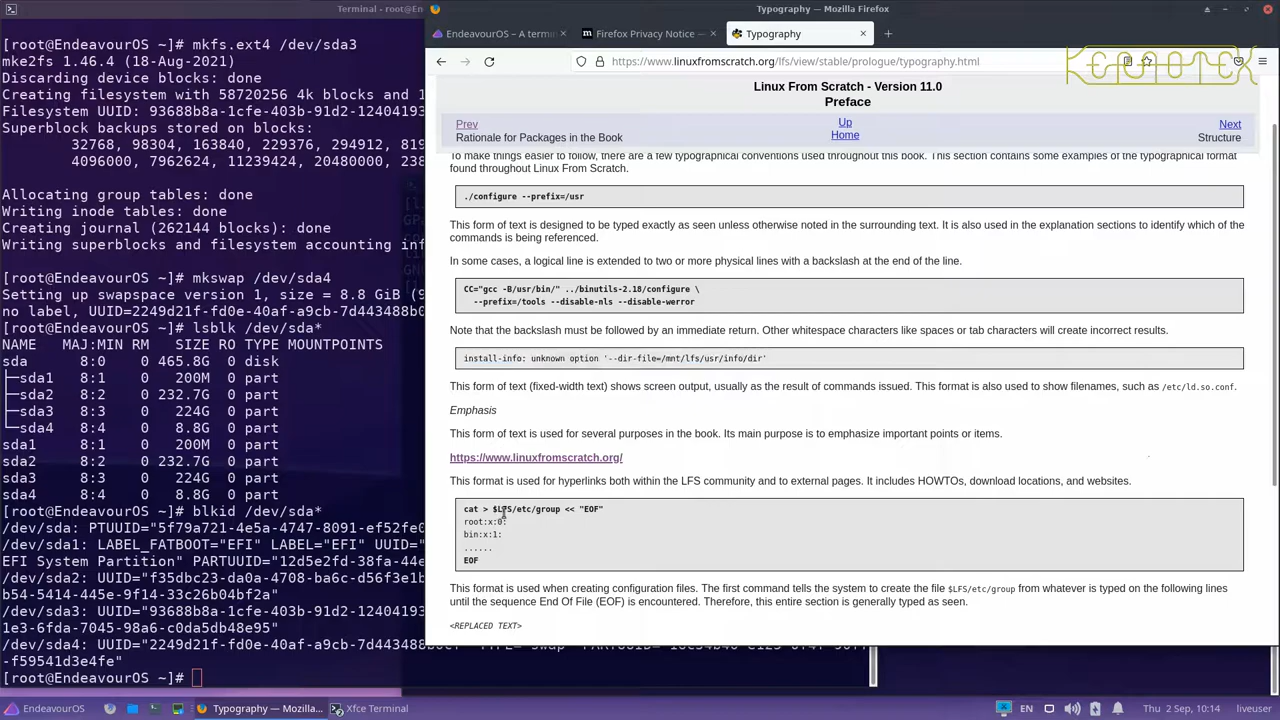 Terminal - root@En
[root@EndeavourOS ~]# mkfs.ext4 /dev/sda3
mke2fs 1.46.4 (18-Aug-2021)
Discarding device blocks: done
Creating filesystem with 58720256 4k blocks and 1
Filesystem UUID: 93688b8a-1cfe-403b-91d2-12404193
Superblock backups stored on blocks:
32768, 98304, 163840, 229376, 294912, 819
4096000, 7962624, 11239424, 20480000, 238
Allocating group tables: done
Writing inode tables: done
Creating journal (262144 blocks): done
Writing superblocks and filesystem accounting inf
[root@EndeavourOS ~]# mkswap /dev/sda4
Setting up swapspace version 1, size = 8.8 GiB (9
no label, UUID=2249d21f-fd0e-4f69-a9cb-7d443488
[root@EndeavourOS ~]# lsblk /dev/sda*
NAME MAJ:MIN RM SIZE RO TYPE MOUNTPOINTS
sda 8:0 0 465.8G 0 disk
├─sda1 8:1 0 200M 0 part
├─sda2 8:2 0 232.7G 0 part
├─sda3 8:3 0 224G 0 part
└─sda4 8:4 0 8.8G 0 part
sda1 8:1 0 200M 0 part
sda2 8:2 0 232.7G 0 part
sda3 8:3 0 224G 0 part
sda4 8:4 0 8.8G 0 part
[root@EndeavourOS ~]# blkid /dev/sda*
/dev/sda: PTUUID="5f79a721-4e5a-4747-8091-ef52fe0
/dev/sda1: LABEL_FATBOOT="EFI" LABEL="EFI" UUID="
EFI System Partition" PARTUUID="12d5e2fd-38fa-44e
/dev/sda2: UUID="f35dbc23-da0a-4708-ba6c-d56f3e1b
b54-5414-445e-9f14-33c26b04bf2a"
/dev/sda3: UUID="93688b8a-1cfe-403b-91d2-12404193
1e3-6fda-7045-98a6-c0da5db48e95"
/dev/sda4: UUID="2249d21f-fd0e-4f69-a9cb-7d443488
-f59541d3e4fe"
[root@EndeavourOS ~]#
Typography — Mozilla Firefox
EndeavourOS – A termi
Firefox Privacy Notice —
Typography
https://www.linuxfromscratch.org/lfs/view/stable/prologue/typography.html
KEZNOTEX
Linux From Scratch - Version 11.0
Preface
Prev Up Next
Rationale for Packages in the Book Home Structure
To make things easier to follow, there are a few typographical conventions used throughout this book. This section contains some examples of the typographical format
found throughout Linux From Scratch.
./configure --prefix=/usr
This form of text is designed to be typed exactly as seen unless otherwise noted in the surrounding text. It is also used in the explanation sections to identify which of the
commands is being referenced.
In some cases, a logical line is extended to two or more physical lines with a backslash at the end of the line.
CC="gcc -B/usr/bin/" ../binutils-2.18/configure \
--prefix=/tools --disable-nls --disable-werror
Note that the backslash must be followed by an immediate return. Other whitespace characters like spaces or tab characters will create incorrect results.
install-info: unknown option '--dir-file=/mnt/lfs/usr/info/dir'
This form of text (fixed-width text) shows screen output, usually as the result of commands issued. This format is also used to show filenames, such as /etc/ld.so.conf.
Emphasis
This form of text is used for several purposes in the book. Its main purpose is to emphasize important points or items.
https://www.linuxfromscratch.org/
This format is used for hyperlinks both within the LFS community and to external pages. It includes HOWTOs, download locations, and websites.
cat > $LFS/etc/group << "EOF"
root:x:0:
bin:x:1:
......
EOF
This format is used when creating configuration files. The first command tells the system to create the file $LFS/etc/group from whatever is typed on the following lines
until the sequence End Of File (EOF) is encountered. Therefore, this entire section is generally typed as seen.
<REPLACED TEXT>
EndeavourOS
Typography — Mozilla...
Xfce Terminal
EN
Thu 2 Sep, 10:14
liveuser